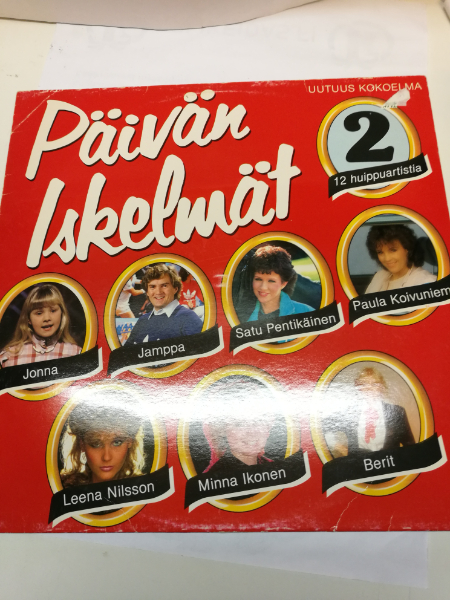 UUTUUS KOKOELMA
Päivän
Iskelmät
2
12 huippuartistia
Jonna
Jamppa
Satu Pentikäinen
Paula Koivuniem
Leena Nilsson
Minna Ikonen
Berit